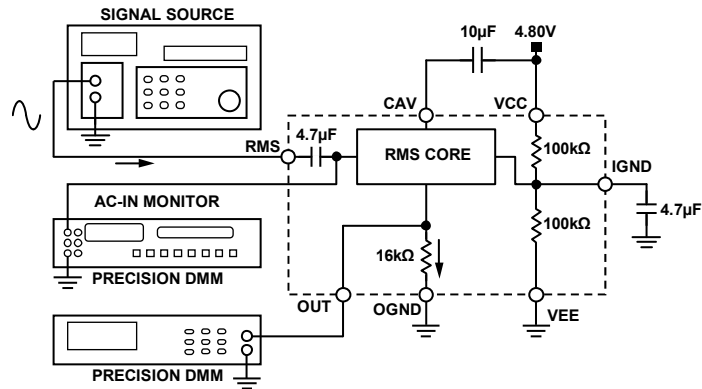 SIGNAL SOURCE
10µF
4.80V
CAV
VCC
4.7µF
RMS
RMS CORE
100kΩ
IGND
AC-IN MONITOR
4.7µF
100kΩ
16kΩ
PRECISION DMM
OUT
OGND
VEE
PRECISION DMM